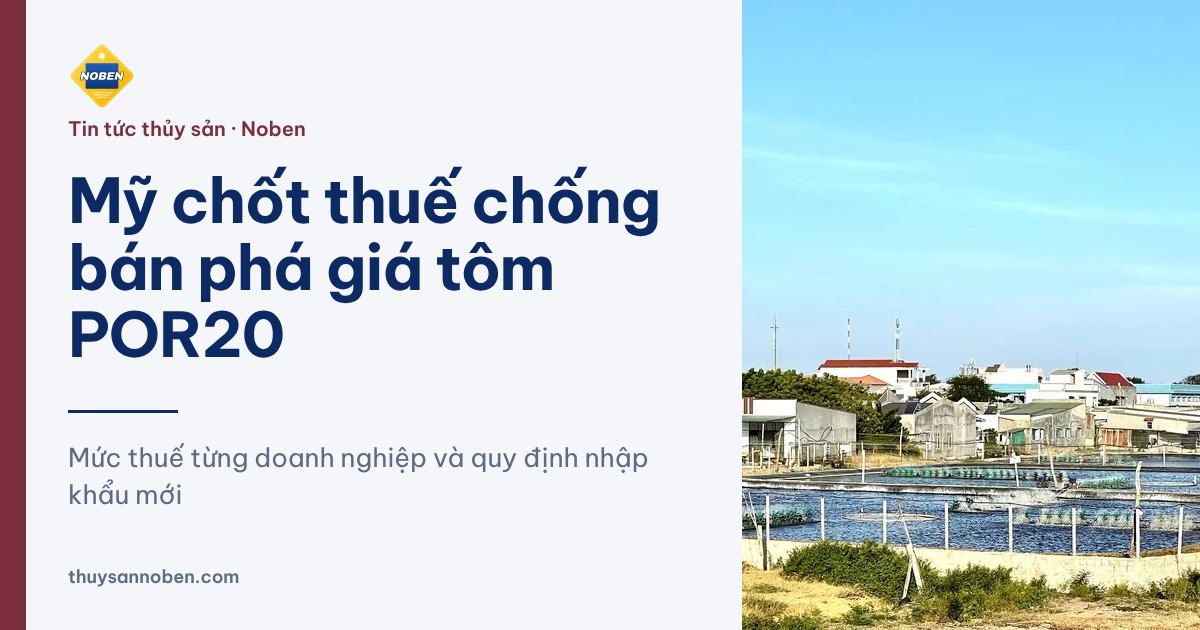 NOBEN
Tin tức thủy sản · Noben
Mỹ chốt thuế chống
bán phá giá tôm
POR20
Mức thuế từng doanh nghiệp và quy định nhập
khẩu mới
thuysannoben.com